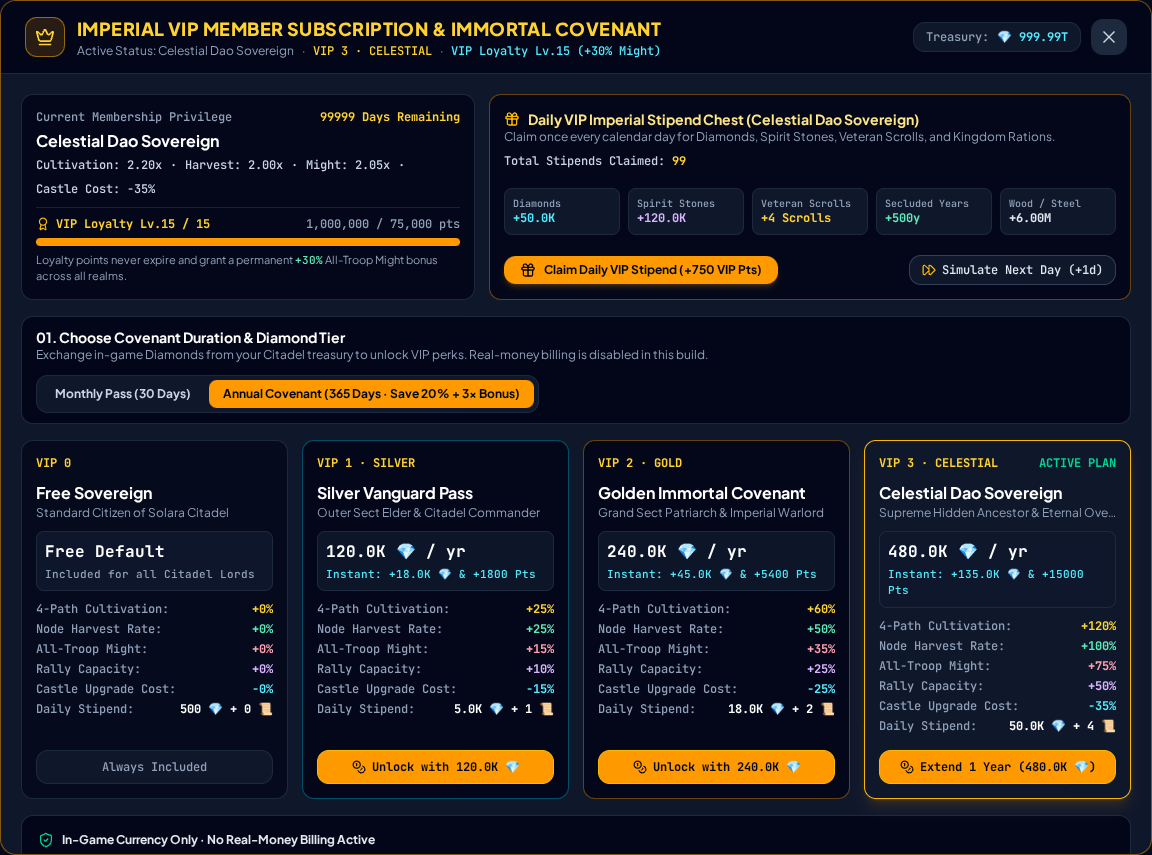 IMPERIAL VIP MEMBER SUBSCRIPTION & IMMORTAL COVENANT
Active Status: Celestial Dao Sovereign · VIP 3 · CELESTIAL · VIP Loyalty Lv.15 (+30% Might)
Treasury: 💎 999.99T
Current Membership Privilege
99999 Days Remaining
Celestial Dao Sovereign
Cultivation: 2.20x · Harvest: 2.00x · Might: 2.05x ·
Castle Cost: -35%
VIP Loyalty Lv.15 / 15
1,000,000 / 75,000 pts
Loyalty points never expire and grant a permanent +30% All-Troop Might bonus
across all realms.
Daily VIP Imperial Stipend Chest (Celestial Dao Sovereign)
Claim once every calendar day for Diamonds, Spirit Stones, Veteran Scrolls, and Kingdom Rations.
Total Stipends Claimed: 99
Diamonds
+50.0K
Spirit Stones
+120.0K
Veteran Scrolls
+4 Scrolls
Secluded Years
+500y
Wood / Steel
+6.00M
Claim Daily VIP Stipend (+750 VIP Pts)
Simulate Next Day (+1d)
01. Choose Covenant Duration & Diamond Tier
Exchange in-game Diamonds from your Citadel treasury to unlock VIP perks. Real-money billing is disabled in this build.
Monthly Pass (30 Days)
Annual Covenant (365 Days · Save 20% + 3× Bonus)
VIP 0
Free Sovereign
Standard Citizen of Solara Citadel
Free Default
Included for all Citadel Lords
4-Path Cultivation: +0%
Node Harvest Rate: +0%
All-Troop Might: +0%
Rally Capacity: +0%
Castle Upgrade Cost: -0%
Daily Stipend: 500 💎 + 0 📜
Always Included
VIP 1 · SILVER
Silver Vanguard Pass
Outer Sect Elder & Citadel Commander
120.0K 💎 / yr
Instant: +18.0K 💎 & +1800 Pts
4-Path Cultivation: +25%
Node Harvest Rate: +25%
All-Troop Might: +15%
Rally Capacity: +10%
Castle Upgrade Cost: -15%
Daily Stipend: 5.0K 💎 + 1 📜
Unlock with 120.0K 💎
VIP 2 · GOLD
Golden Immortal Covenant
Grand Sect Patriarch & Imperial Warlord
240.0K 💎 / yr
Instant: +45.0K 💎 & +5400 Pts
4-Path Cultivation: +60%
Node Harvest Rate: +50%
All-Troop Might: +35%
Rally Capacity: +25%
Castle Upgrade Cost: -25%
Daily Stipend: 18.0K 💎 + 2 📜
Unlock with 240.0K 💎
VIP 3 · CELESTIAL
ACTIVE PLAN
Celestial Dao Sovereign
Supreme Hidden Ancestor & Eternal Ove...
480.0K 💎 / yr
Instant: +135.0K 💎 & +15000
Pts
4-Path Cultivation: +120%
Node Harvest Rate: +100%
All-Troop Might: +75%
Rally Capacity: +50%
Castle Upgrade Cost: -35%
Daily Stipend: 50.0K 💎 + 4 📜
Extend 1 Year (480.0K 💎)
In-Game Currency Only · No Real-Money Billing Active